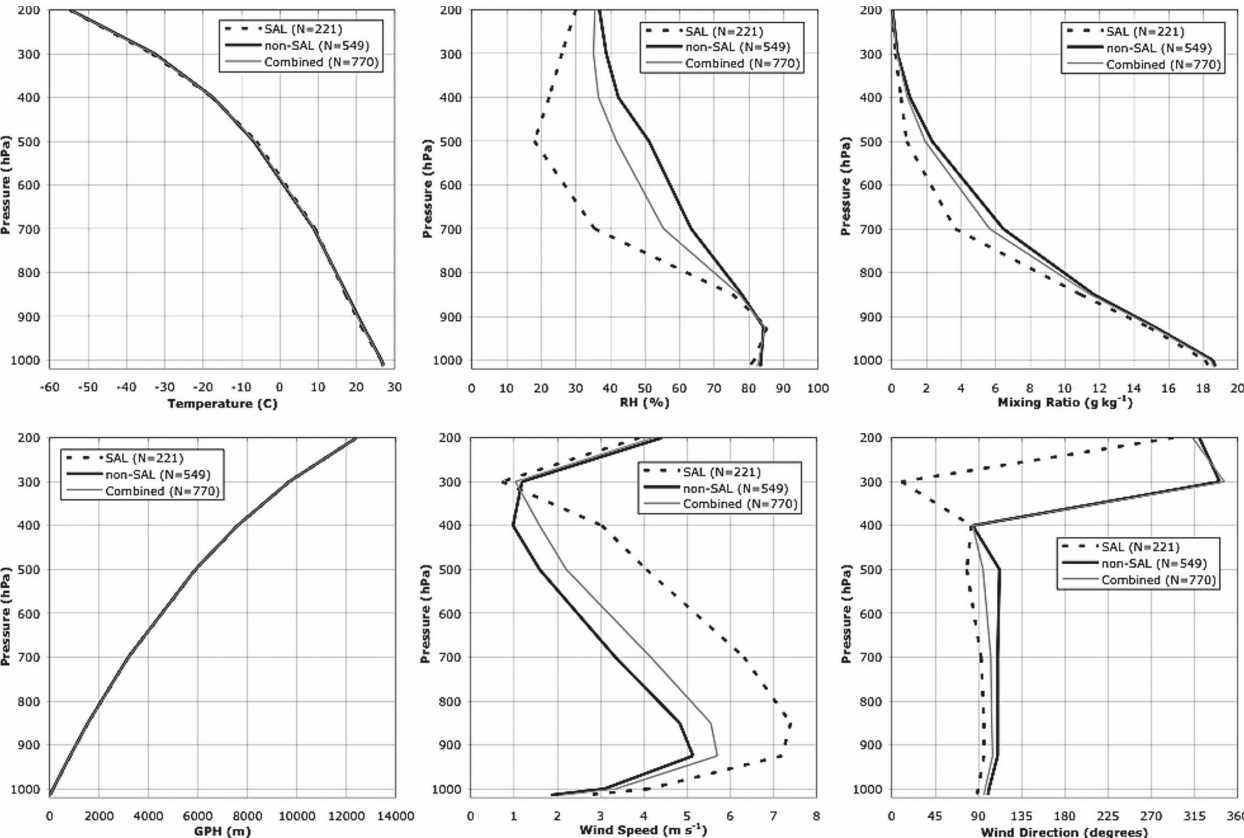 200
300
400
500
600
700
800
900
1000
Pressure (hPa)
SAL (N=221)
non-SAL (N=549)
Combined (N=770)
-60 -50 -40 -30 -20 -10 0 10 20 30
Temperature (C)
200
300
400
500
600
700
800
900
1000
Pressure (hPa)
SAL (N=221)
non-SAL (N=549)
Combined (N=770)
0 10 20 30 40 50 60 70 80 90 100
RH (%)
200
300
400
500
600
700
800
900
1000
Pressure (hPa)
SAL (N=221)
non-SAL (N=549)
Combined (N=770)
0 2 4 6 8 10 12 14 16 18 20
Mixing Ratio (g kg-1)
200
300
400
500
600
700
800
900
1000
Pressure (hPa)
SAL (N=221)
non-SAL (N=549)
Combined (N=770)
0 2000 4000 6000 8000 10000 12000 14000
GPH (m)
200
300
400
500
600
700
800
900
1000
Pressure (hPa)
SAL (N=221)
non-SAL (N=549)
Combined (N=770)
0 1 2 3 4 5 6 7 8
Wind Speed (m s-1)
200
300
400
500
600
700
800
900
1000
Pressure (hPa)
SAL (N=221)
non-SAL (N=549)
Combined (N=770)
0 45 90 135 180 225 270 315 360
Wind Direction (degrees)